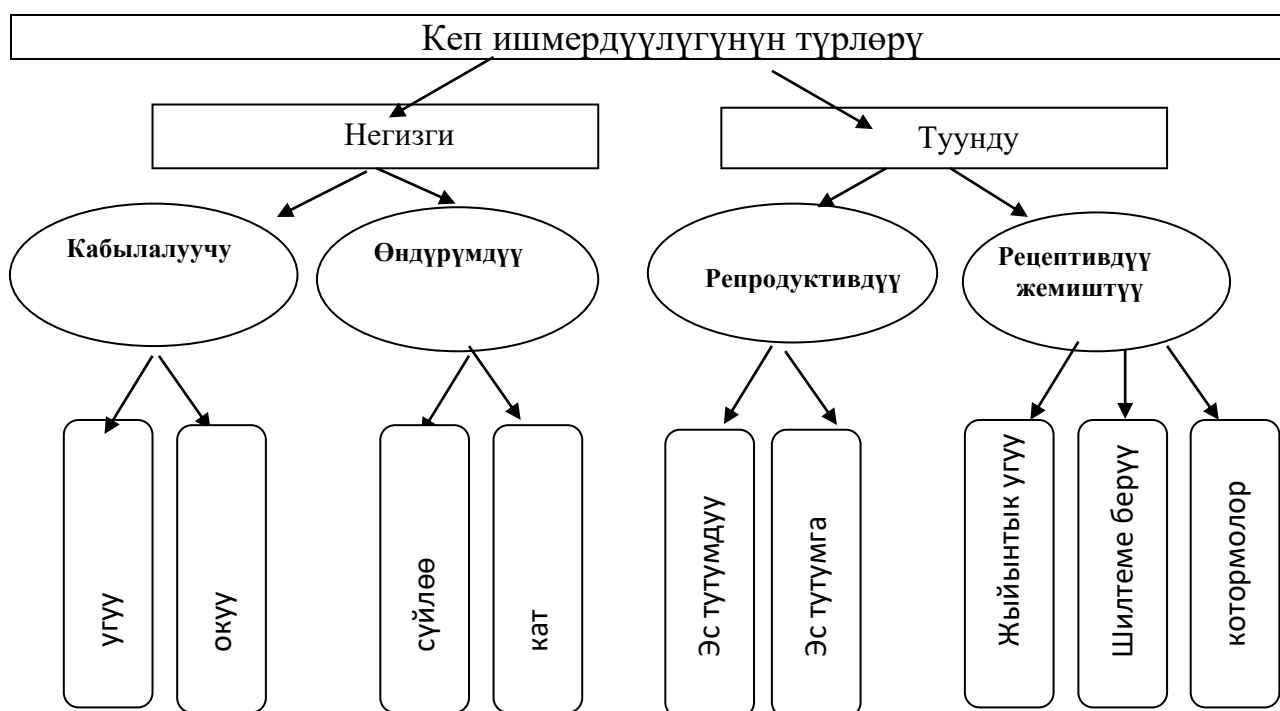 Кеп ишмердүүлүгүнүн түрлөрү
Негизги
Туунду
Кабылалуучу
Өндүрүмдүү
Репродуктивдүү
Рецептивдүү
жемиштүү
угуу
окуу
сүйлөө
кат
Эс тутумдуу
Эс тутумга
Жыйынтык угуу
Шилтеме берүү
котормолор